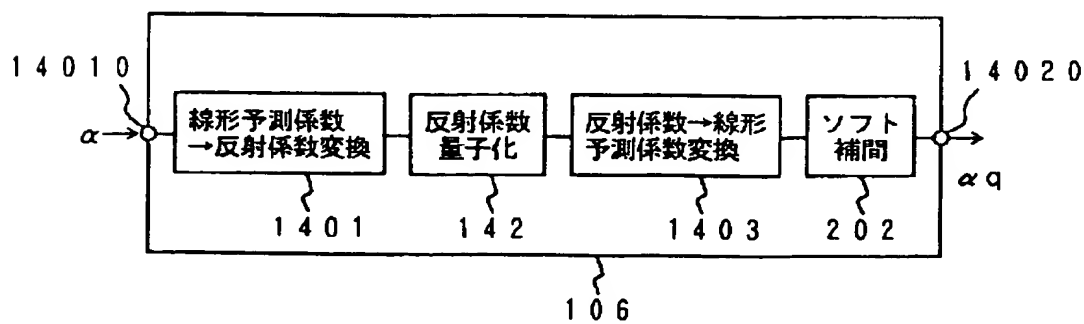 14010
14020
α
線形予測係数
→反射係数変換
反射係数
量子化
反射係数→線形
予測係数変換
ソフト
補間
αq
1401
142
1403
202
106